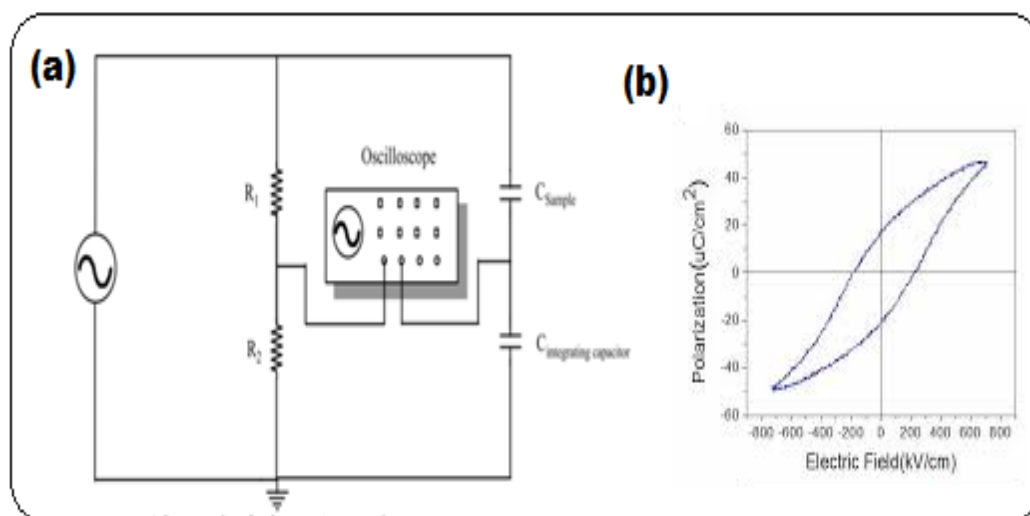 (a)
(b)
Oscilloscope
R1
CSample
R2
Cintegrating capacitor
Polarization(uC/cm2)
60
40
20
0
-20
-40
-60
-800 -600 -400 -200 0 200 400 600 800
Electric Field(kV/cm)